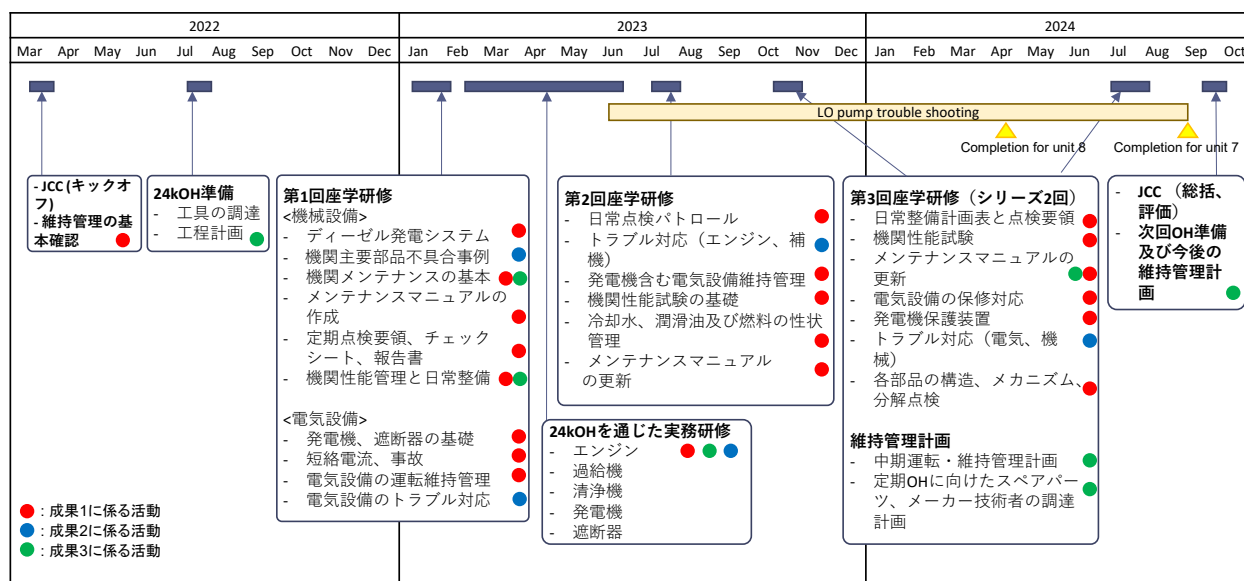 2022
2023
2024
Mar Apr May Jun Jul Aug Sep Oct Nov Dec Jan Feb Mar Apr May Jun Jul Aug Sep Oct Nov Dec Jan Feb Mar Apr May Jun Jul Aug Sep Oct
LO pump trouble shooting
Completion for unit 8
Completion for unit 7
- JCC (キックオ
フ)
- 維持管理の基
本確認
24kOH準備
- 工具の調達
- 工程計画
第1回座学研修
<機械設備>
- ディーゼル発電システム
- 機関主要部品不具合事例
- 機関メンテナンスの基本
- メンテナンスマニュアルの
作成
- 定期点検要領、チェック
シート、報告書
- 機関性能管理と日常整備
<電気設備>
- 発電機、遮断器の基礎
- 短絡電流、事故
- 電気設備の運転維持管理
- 電気設備のトラブル対応
第2回座学研修
- 日常点検パトロール
- トラブル対応（エンジン、補
機）
- 発電機含む電気設備維持管理
- 機関性能試験の基礎
- 冷却水、潤滑油及び燃料の性状
管理
- メンテナンスマニュアル
の更新
24kOHを通じた実務研修
- エンジン
- 過給機
- 清浄機
- 発電機
- 遮断器
第3回座学研修（シリーズ2回）
- 日常整備計画表と点検要領
- 機関性能試験
- メンテナンスマニュアルの
更新
- 電気設備の保修対応
- 発電機保護装置
- トラブル対応（電気、機
械）
- 各部品の構造、メカニズム、
分解点検
維持管理計画
- 中期運転・維持管理計画
- 定期OHに向けたスペアパー
ツ、メーカー技術者の調達
計画
- JCC（総括、
評価）
- 次回OH準備
及び今後の
維持管理計
画
: 成果1に係る活動
: 成果2に係る活動
: 成果3に係る活動